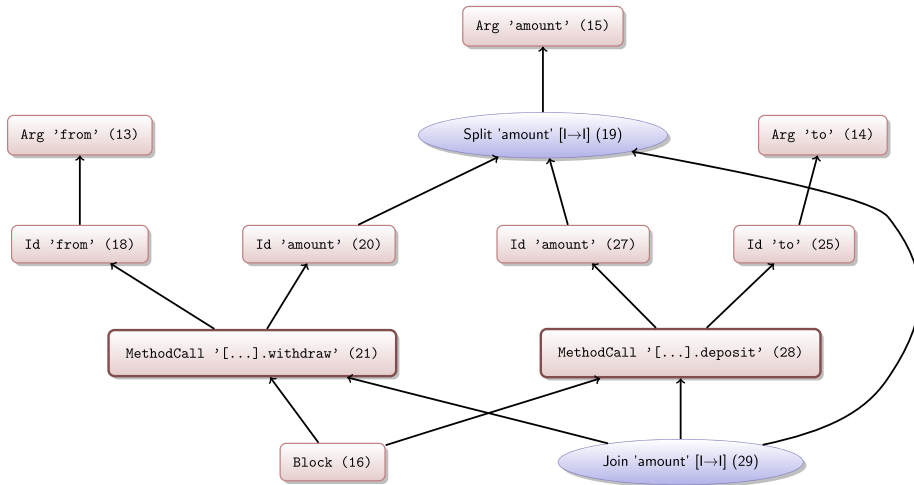 Arg 'amount' (15)
Arg 'from' (13)
Split 'amount' [I→I] (19)
Arg 'to' (14)
Id 'from' (18)
Id 'amount' (20)
Id 'amount' (27)
Id 'to' (25)
MethodCall '[...].withdraw' (21)
MethodCall '[...].deposit' (28)
Block (16)
Join 'amount' [I→I] (29)